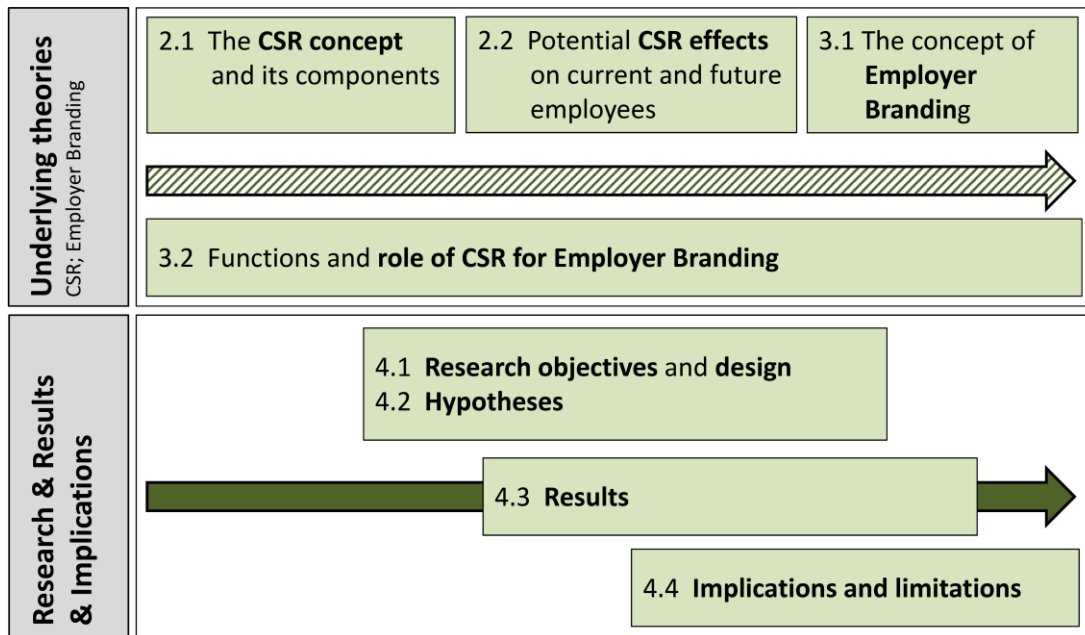 Underlying theories
CSR; Employer Branding
2.1 The CSR concept
and its components
2.2 Potential CSR effects
on current and future
employees
3.1 The concept of
Employer
Branding
3.2 Functions and role of CSR for Employer Branding
Research & Results
& Implications
4.1 Research objectives and design
4.2 Hypotheses
4.3 Results
4.4 Implications and limitations